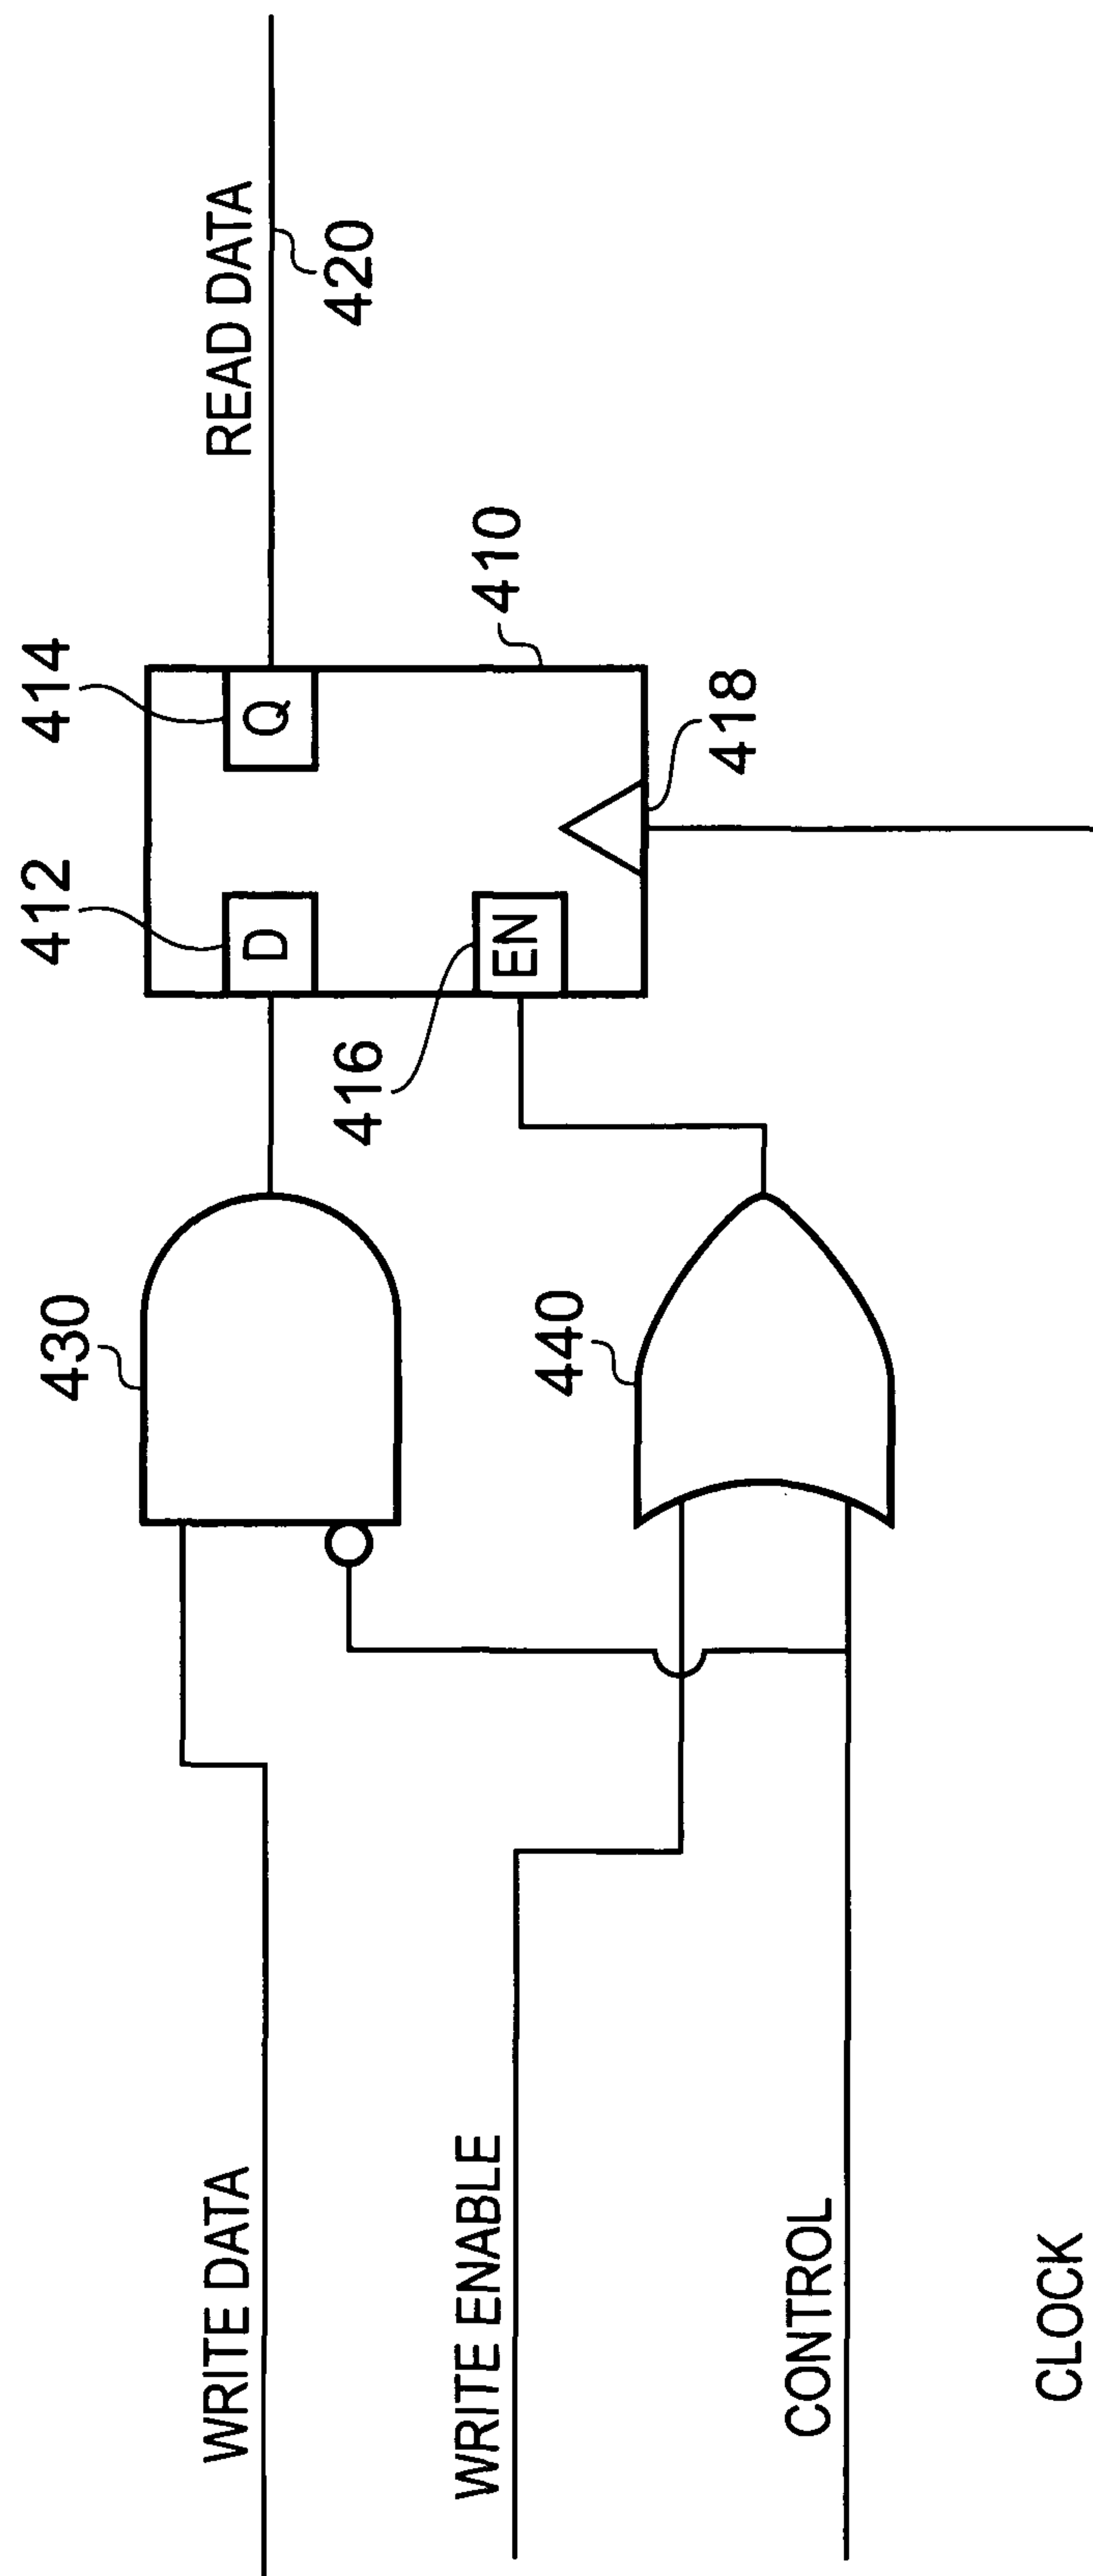 WRITE DATA
WRITE ENABLE
CONTROL
CLOCK
430
440
412
D
416
EN
414
Q
410
418
READ DATA
420